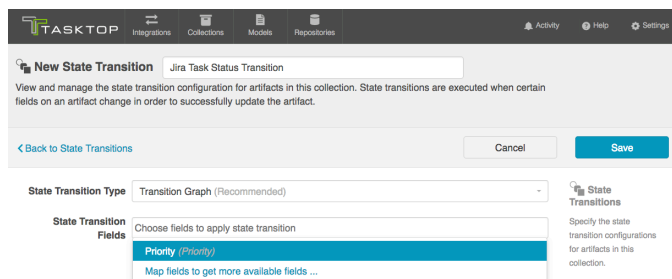 TASKTOP
Integrations
Collections
Models
Repositories
Activity
Help
Settings
New State Transition
Jira Task Status Transition
View and manage the state transition configuration for artifacts in this collection. State transitions are executed when certain
fields on an artifact change in order to successfully update the artifact.
Back to State Transitions
Cancel
Save
State Transition Type
Transition Graph (Recommended)
State Transition
Fields
Choose fields to apply state transition
Priority (Priority)
Map fields to get more available fields ...
State
Transitions
Specify the state
transition configurations
for artifacts in this
collection.